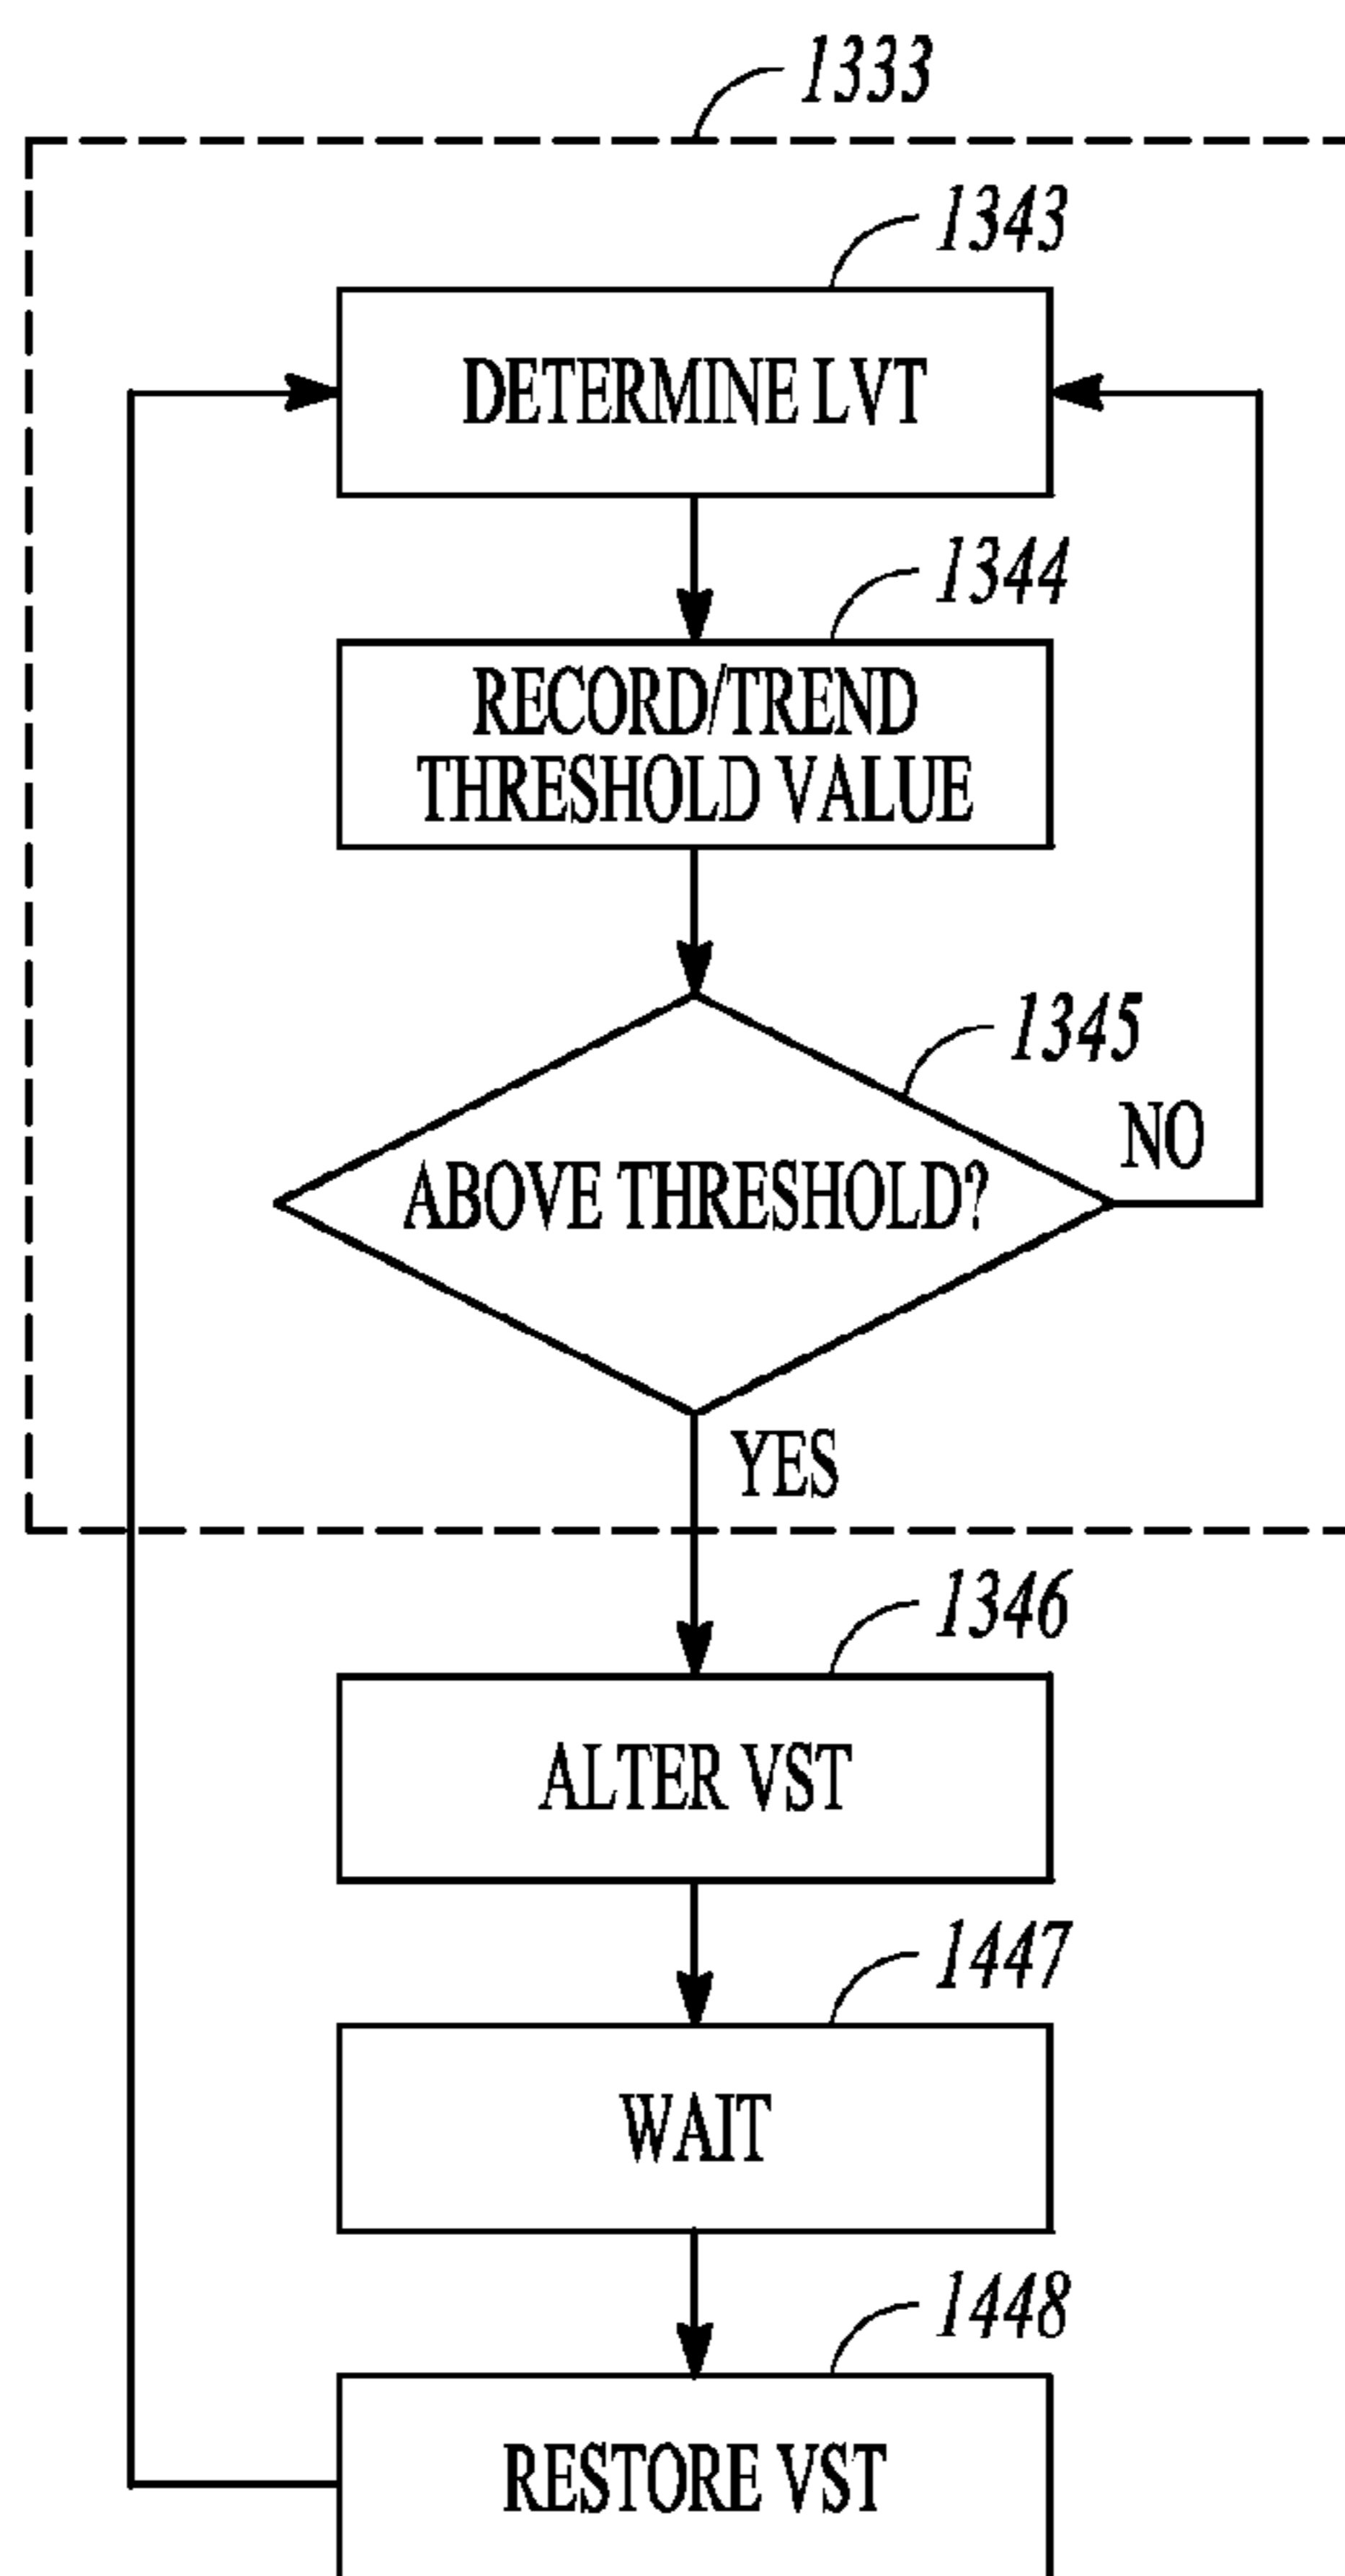 1333
1343
DETERMINE LVT
1344
RECORD/TREND
THRESHOLD VALUE
1345
NO
ABOVE THRESHOLD?
YES
1346
ALTER VST
1447
WAIT
1448
RESTORE VST